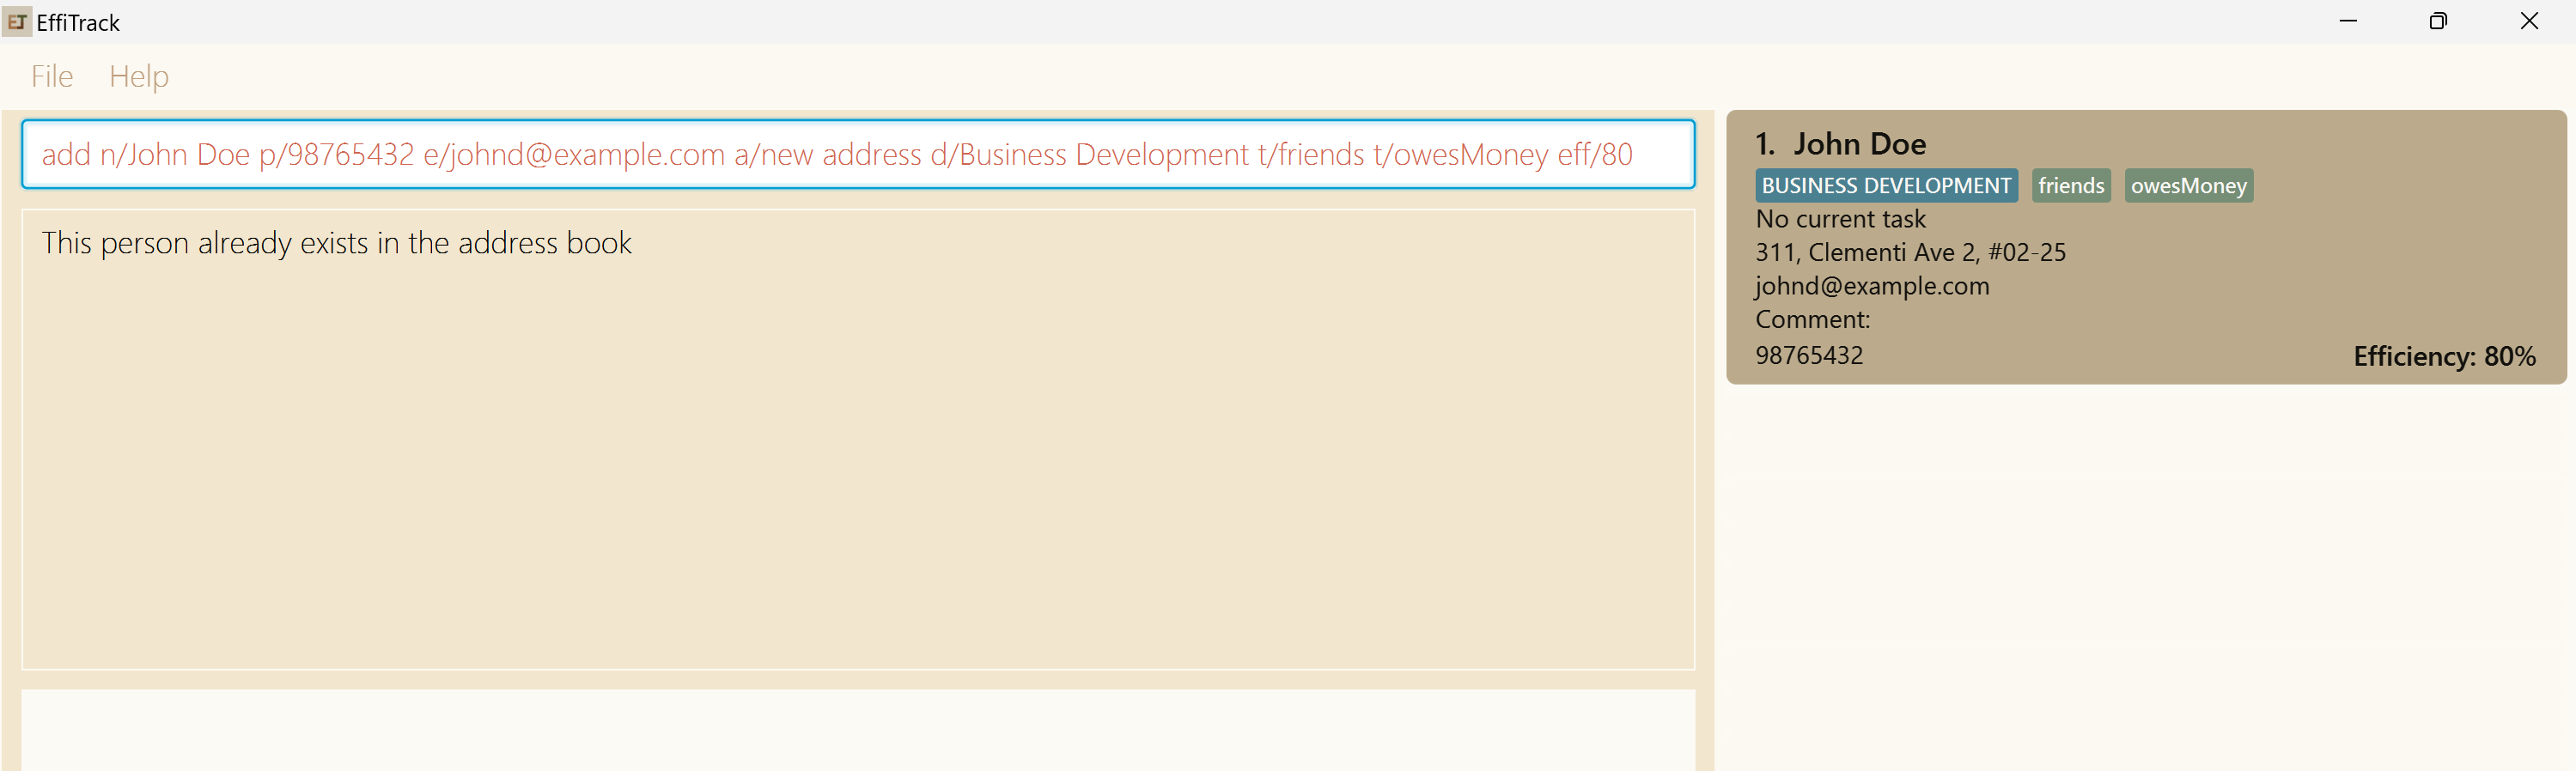 ET EffiTrack
File Help
add n/John Doe p/98765432 e/johnd@example.com a/new address d/Business Development t/friends t/owesMoney eff/80
This person already exists in the address book
1. John Doe
BUSINESS DEVELOPMENT friends owesMoney
No current task
311, Clementi Ave 2, #02-25
johnd@example.com
Comment:
98765432
Efficiency: 80%